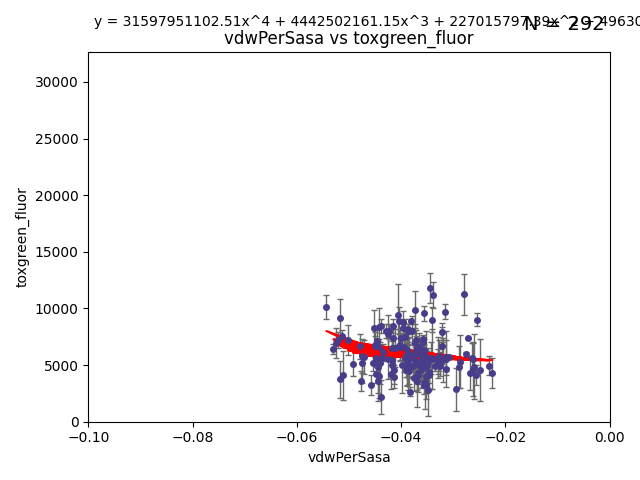 y = 31597951102.51x^4 + 4442502161.15x^3 + 227015797.39x^2 + 49630
N = 292
vdwPerSasa vs toxgreen_fluor
30000
25000
20000
15000
10000
5000
0
toxgreen_fluor
−0.10
−0.08
−0.06
−0.04
−0.02
0.00
vdwPerSasa